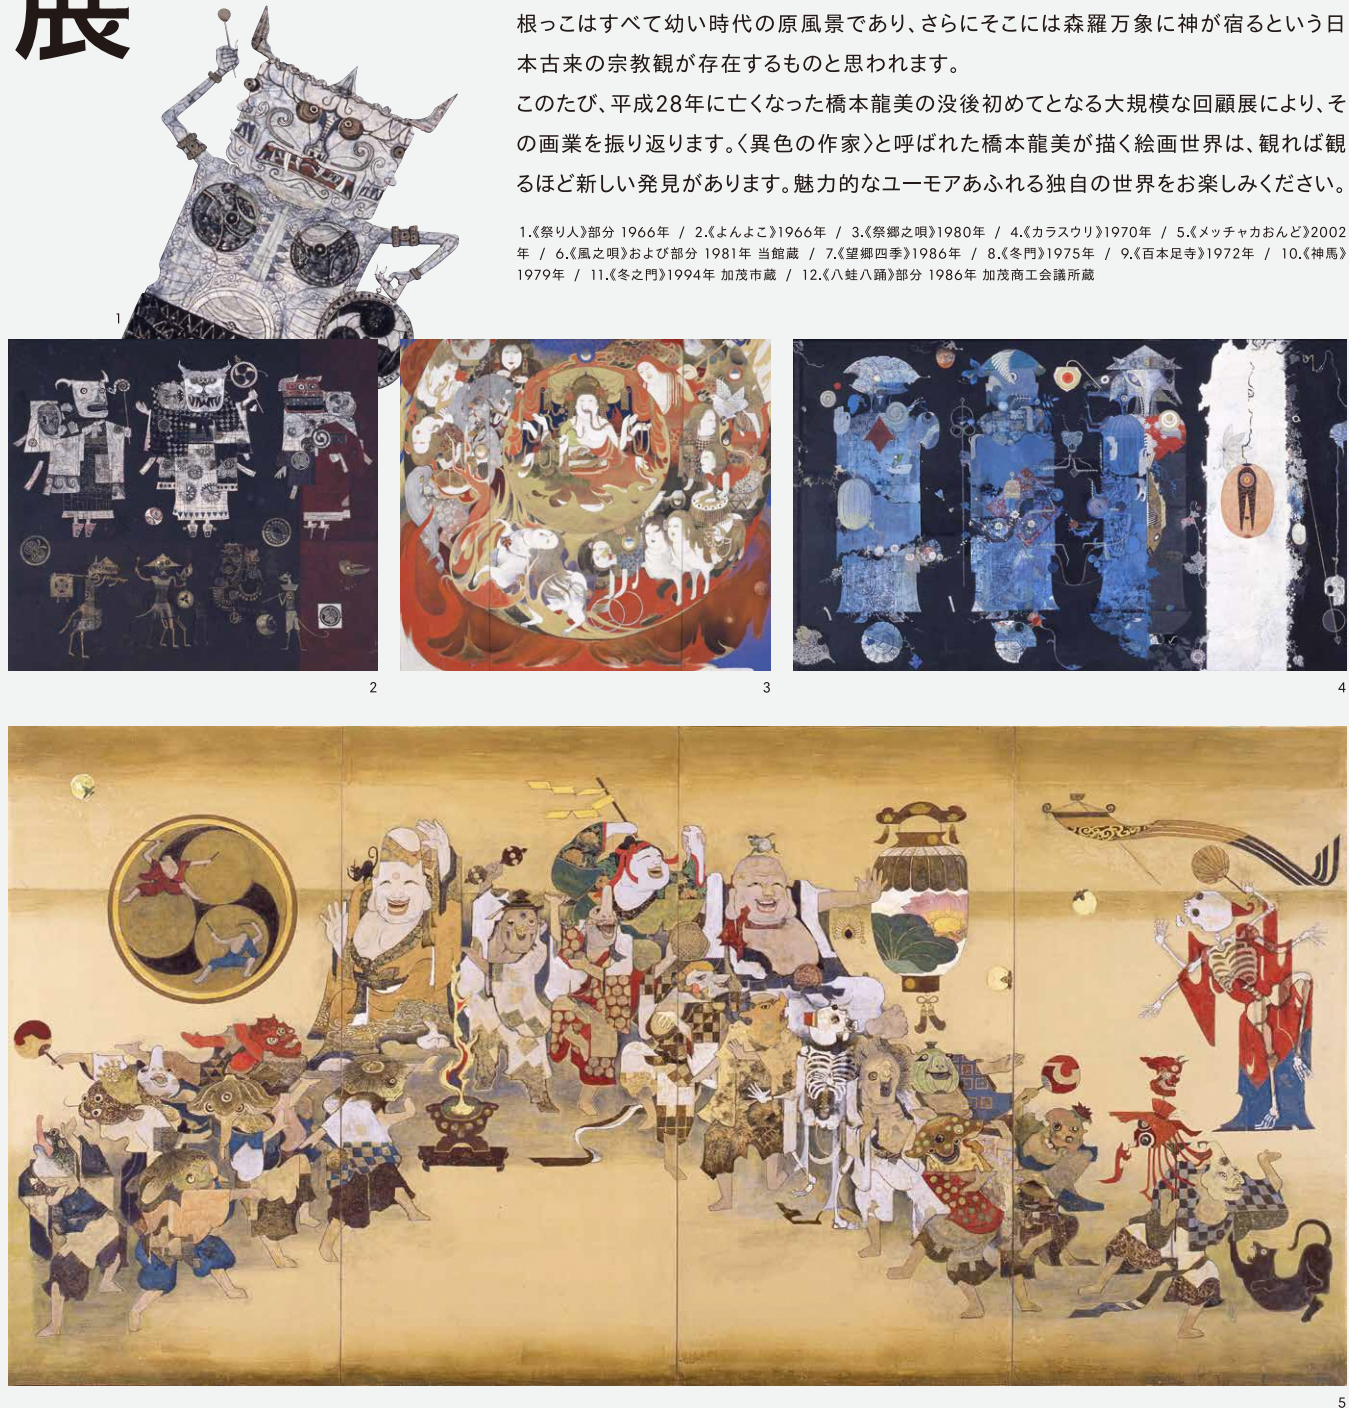 展
根っこはすべて幼い時代の原風景であり、さらにそこには森羅万象に神が宿るという日
本古来の宗教観が存在するものと思われます。
このたび、平成28年に亡くなった橋本龍美の没後初めてとなる大規模な回顧展により、そ
の画業を振り返ります。〈異色の作家〉と呼ばれた橋本龍美が描く絵画世界は、観れば観
るほど新しい発見があります。魅力的なユーモアあふれる独自の世界をお楽しみください。
1.《祭り人》部分 1966年 / 2.《よんよこ》1966年 / 3.《祭郷之唄》1980年 / 4.《カラスウリ》1970年 / 5.《メッチャカおんど》2002
年 / 6.《風之唄》および部分 1981年 当館蔵 / 7.《望郷四季》1986年 / 8.《冬門》1975年 / 9.《百本足寺》1972年 / 10.《神馬》
1979年 / 11.《冬之門》1994年 加茂市蔵 / 12.《八蛙八踊》部分 1986年 加茂商工会議所蔵
1
2
3
4
5